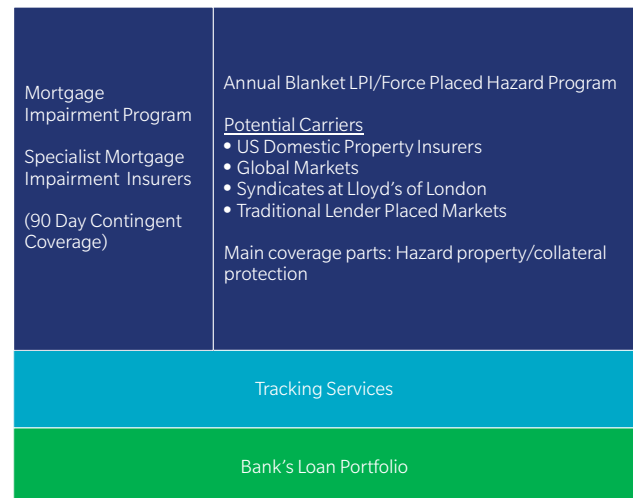 Mortgage
Impairment Program
Specialist Mortgage
Impairment Insurers
(90 Day Contingent
Coverage)
Annual Blanket LPI/Force Placed Hazard Program
Potential Carriers
• US Domestic Property Insurers
• Global Markets
• Syndicates at Lloyd’s of London
• Traditional Lender Placed Markets
Main coverage parts: Hazard property/collateral
protection
Tracking Services
Bank’s Loan Portfolio